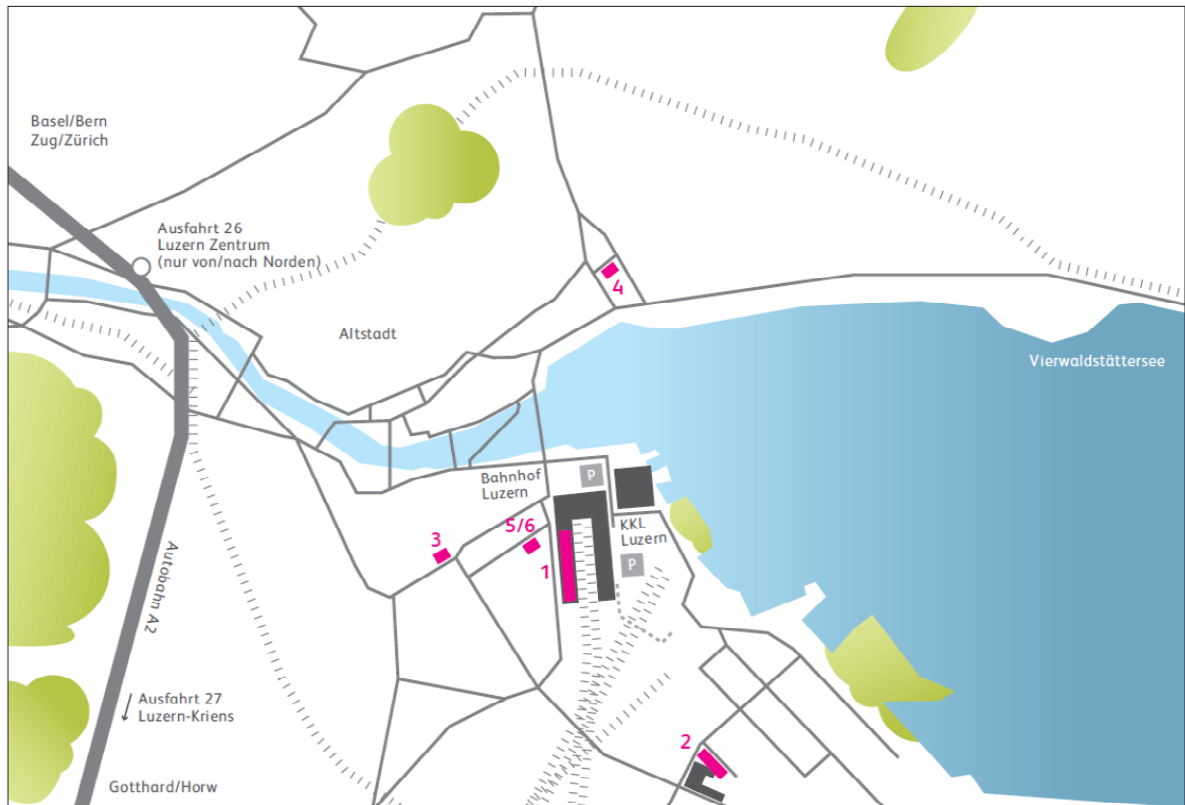 Basel/Bern
Zug/Zürich
Ausfahrt 26
Luzern Zentrum
(nur von/nach Norden)
4
Altstadt
Vierwaldstättersee
Bahnhof
Luzern
P
5/6
KKL
Luzern
3
1
P
Autobahn A2
Ausfahrt 27
Luzern-Kriens
2
Gotthard/Horw